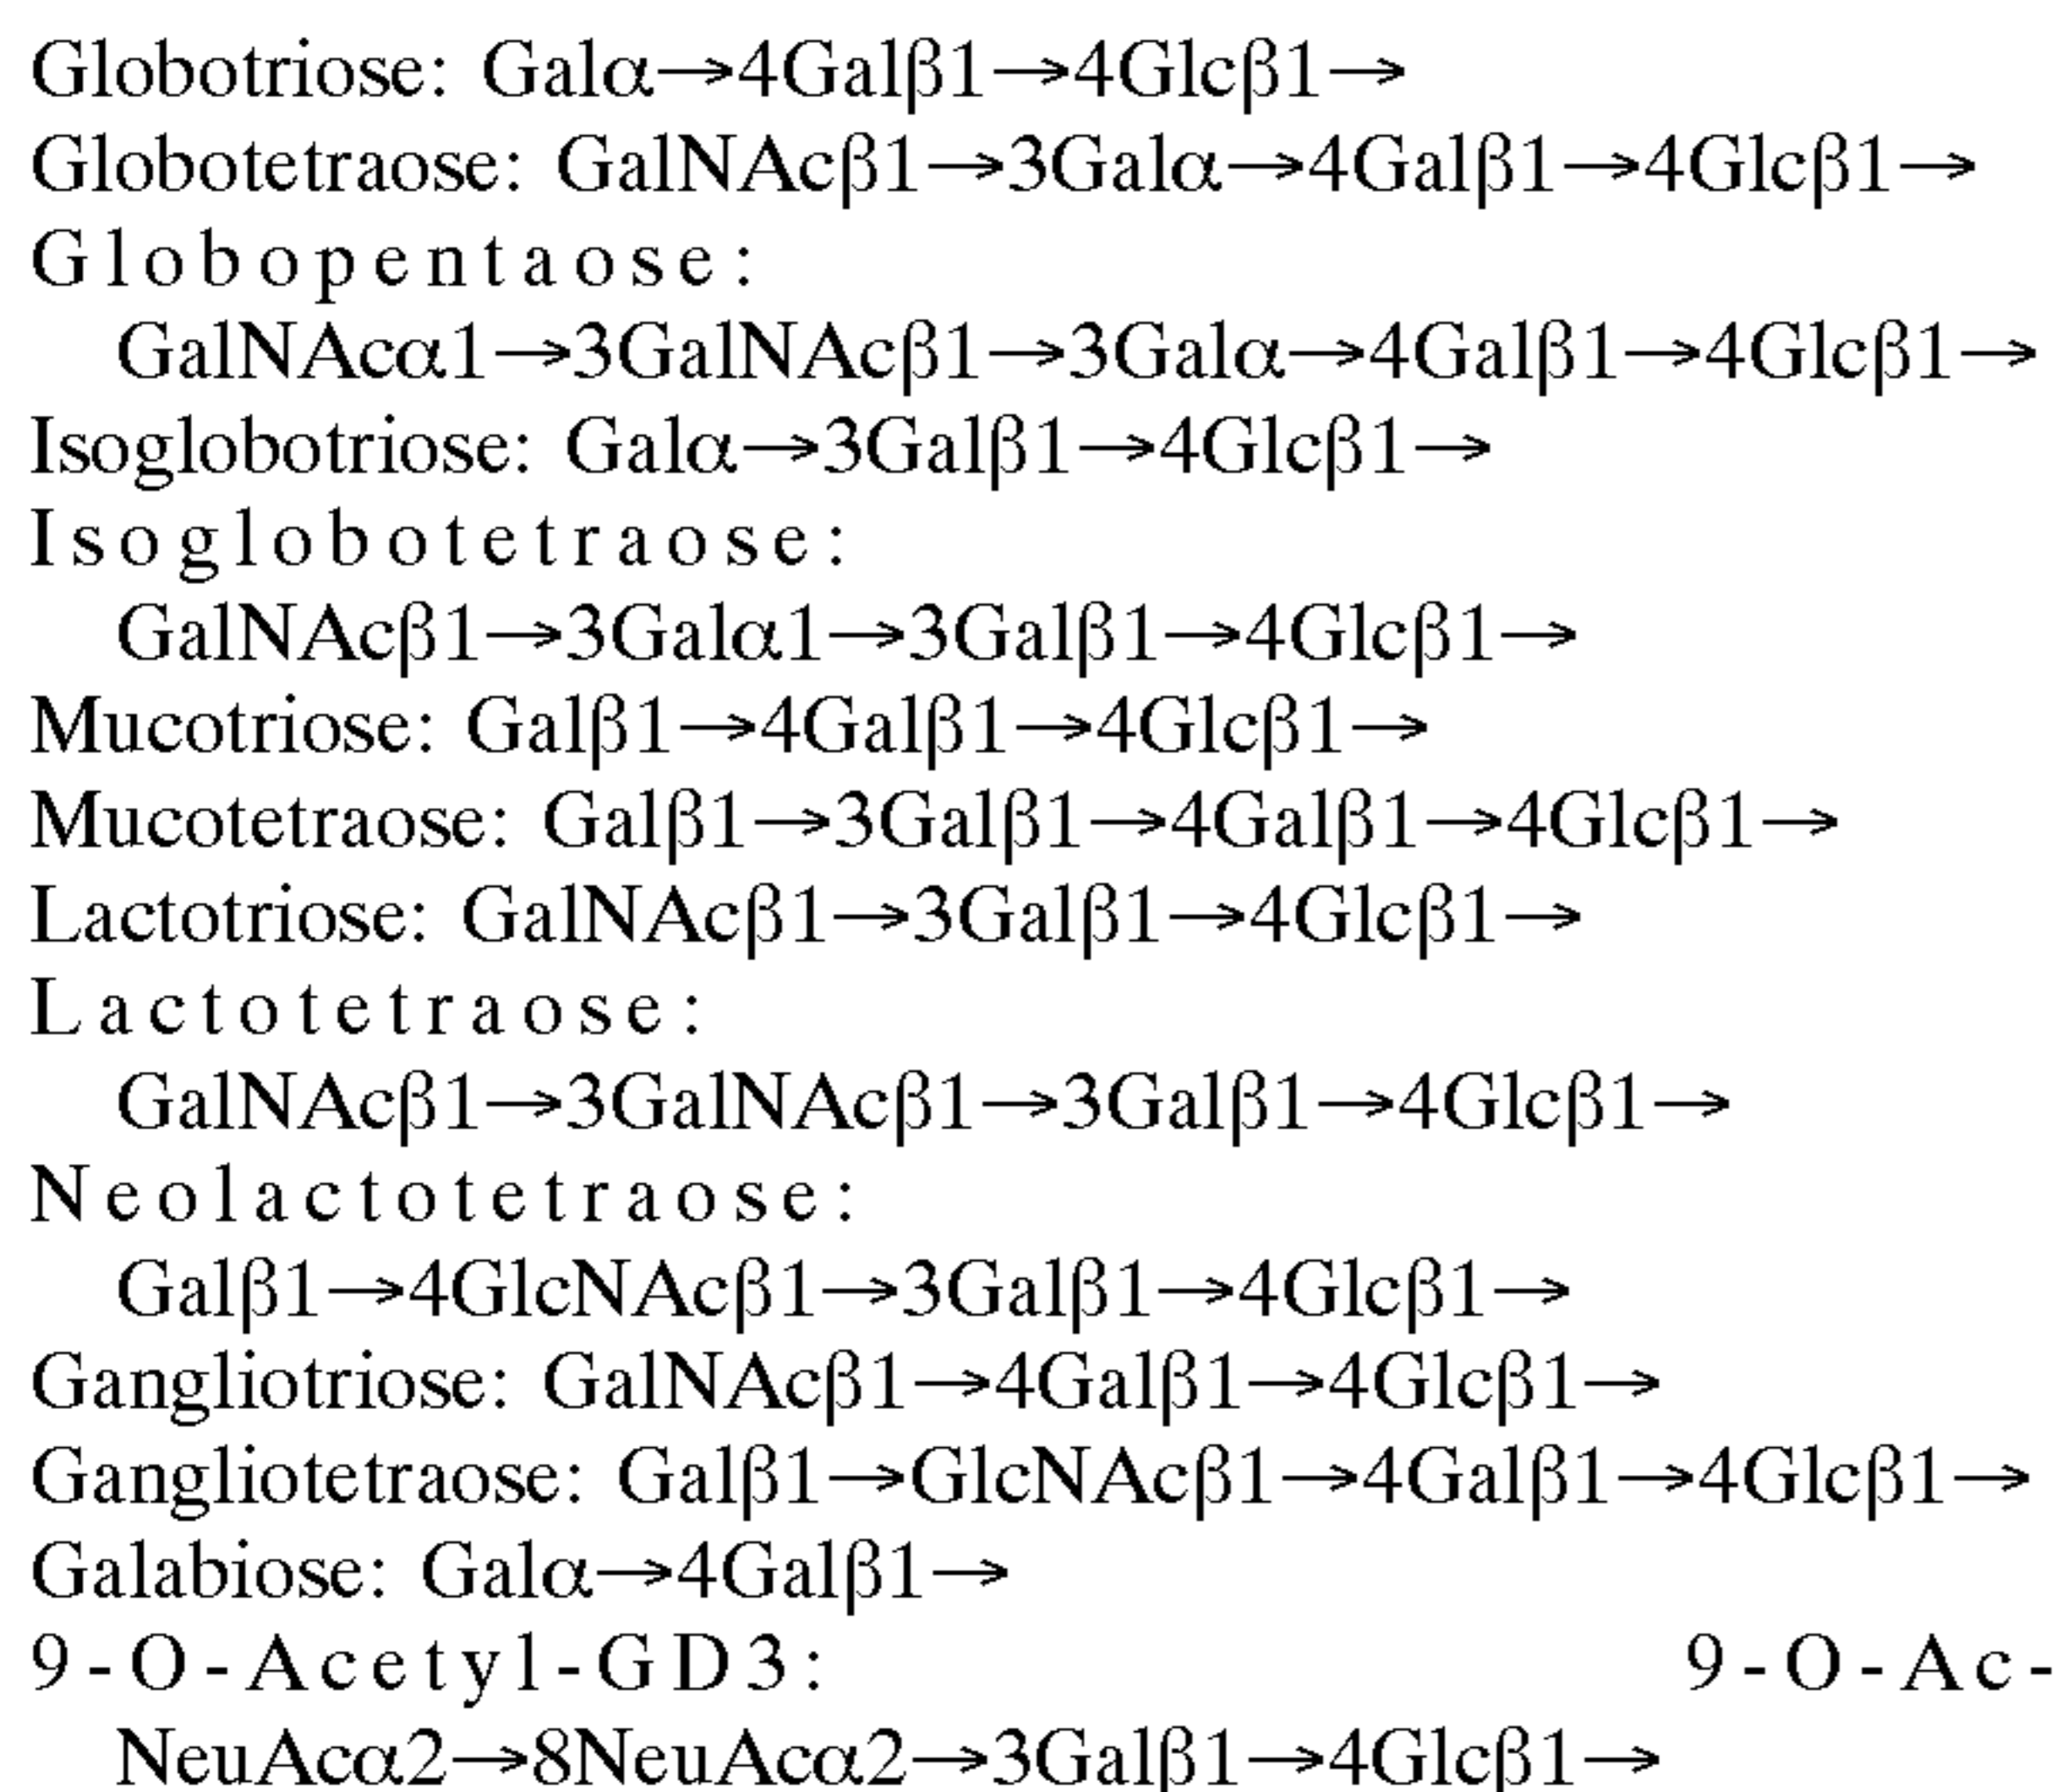 Globotriose: Galα→4Galβ1→4Glcβ1→
Globotetraose: GalNAcβ1→3Galα→4Galβ1→4Glcβ1→
Globopentaose:
GalNAcα1→3GalNAcβ1→3Galα→4Galβ1→4Glcβ1→
Isoglobotriose: Galα→3Galβ1→4Glcβ1→
Isoglobotetraose:
GalNAcβ1→3Galα1→3Galβ1→4Glcβ1→
Mucotriose: Galβ1→4Galβ1→4Glcβ1→
Mucotetraose: Galβ1→3Galβ1→4Galβ1→4Glcβ1→
Lactotriose: GalNAcβ1→3Galβ1→4Glcβ1→
Lactotetraose:
GalNAcβ1→3GalNAcβ1→3Galβ1→4Glcβ1→
Neolactotetraose:
Galβ1→4GlcNAcβ1→3Galβ1→4Glcβ1→
Gangliotriose: GalNAcβ1→4Galβ1→4Glcβ1→
Gangliotetraose: Galβ1→GlcNAcβ1→4Galβ1→4Glcβ1→
Galabiose: Galα→4Galβ1→
9-O-Acetyl-GD3: 9-O-Ac-
NeuAcα2→8NeuAcα2→3Galβ1→4Glcβ1→